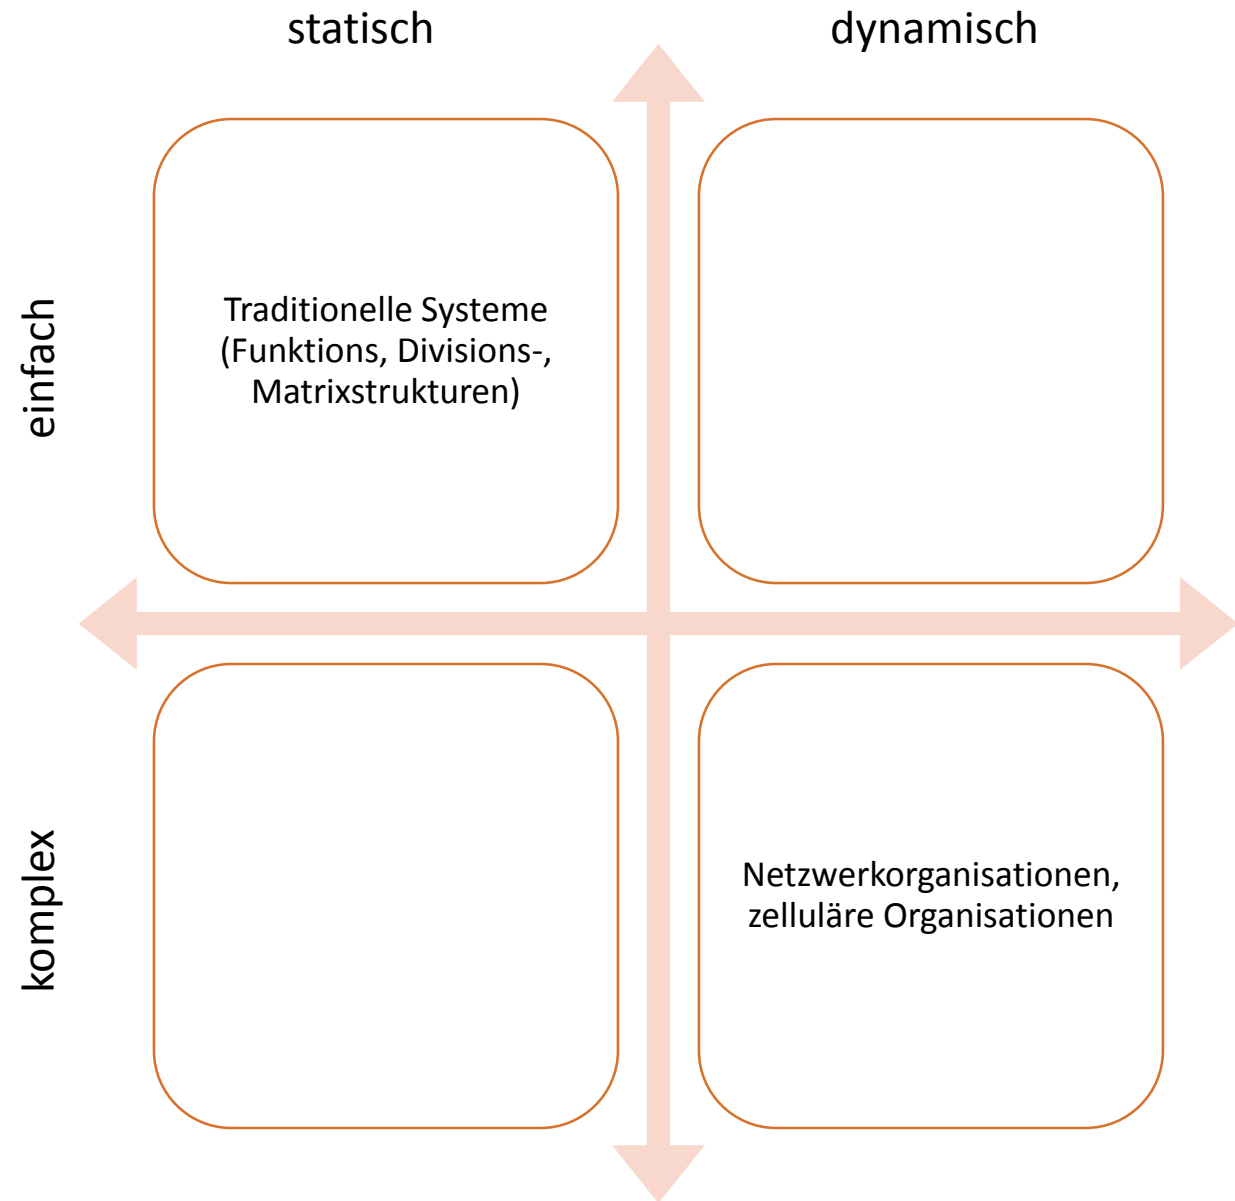 statisch
dynamisch
einfach
Traditionelle Systeme
(Funktions, Divisions-,
Matrixstrukturen)
komplex
Netzwerkorganisationen,
zelluläre Organisationen